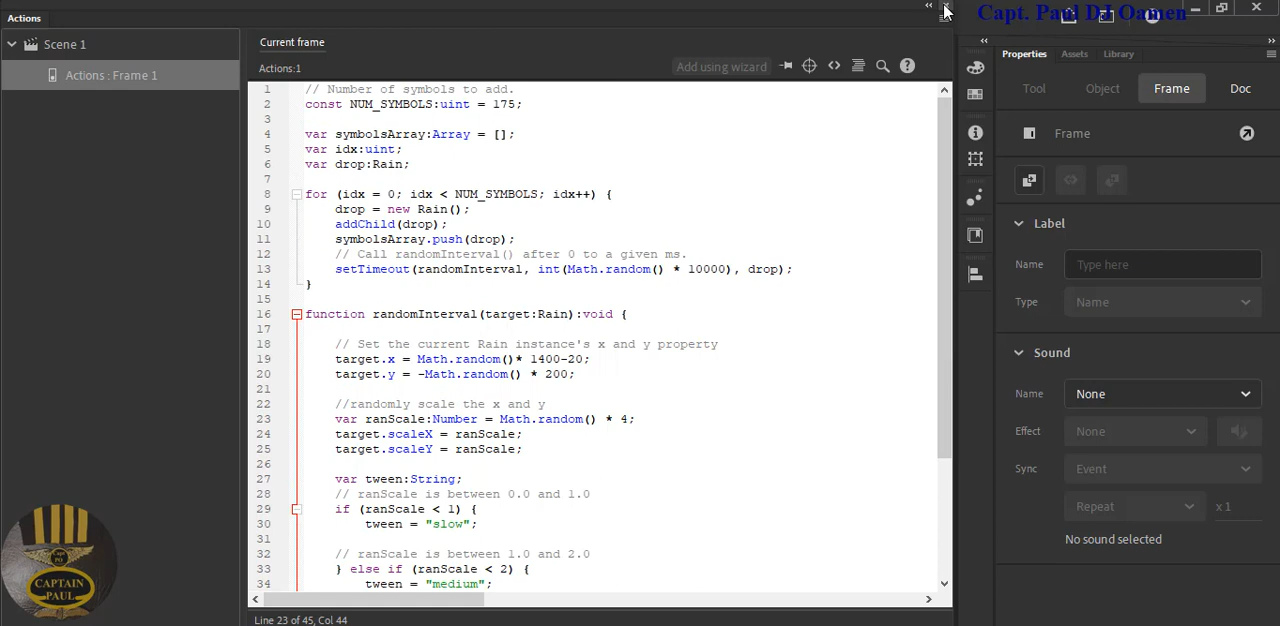 Actions
Capt. Paul DJ Oamen
Scene 1
Actions : Frame 1
Current frame
Actions:1
Add using wizard
1 // Number of symbols to add.
2 const NUM_SYMBOLS:uint = 175;
3
4 var symbolsArray:Array = [];
5 var idx:uint;
6 var drop:Rain;
7
8 for (idx = 0; idx < NUM_SYMBOLS; idx++) {
9 drop = new Rain();
10 addChild(drop);
11 symbolsArray.push(drop);
12 // Call randomInterval() after 0 to a given ms.
13 setTimeout(randomInterval, int(Math.random() * 10000), drop);
14 }
15
16 function randomInterval(target:Rain):void {
17
18 // Set the current Rain instance's x and y property
19 target.x = Math.random()* 1400-20;
20 target.y = -Math.random() * 200;
21
22 //randomly scale the x and y
23 var ranScale:Number = Math.random() * 4;
24 target.scaleX = ranScale;
25 target.scaleY = ranScale;
26
27 var tween:String;
28 // ranScale is between 0.0 and 1.0
29 if (ranScale < 1) {
30 tween = "slow";
31
32 // ranScale is between 1.0 and 2.0
33 } else if (ranScale < 2) {
34 tween = "medium";
Line 23 of 45, Col 44
Properties Assets Library
Tool Object Frame Doc
Frame
Label
Name Type here
Type Name
Sound
Name None
Effect None
Sync Event
Repeat x 1
No sound selected
Capt
PO
CAPTAIN
PAUL